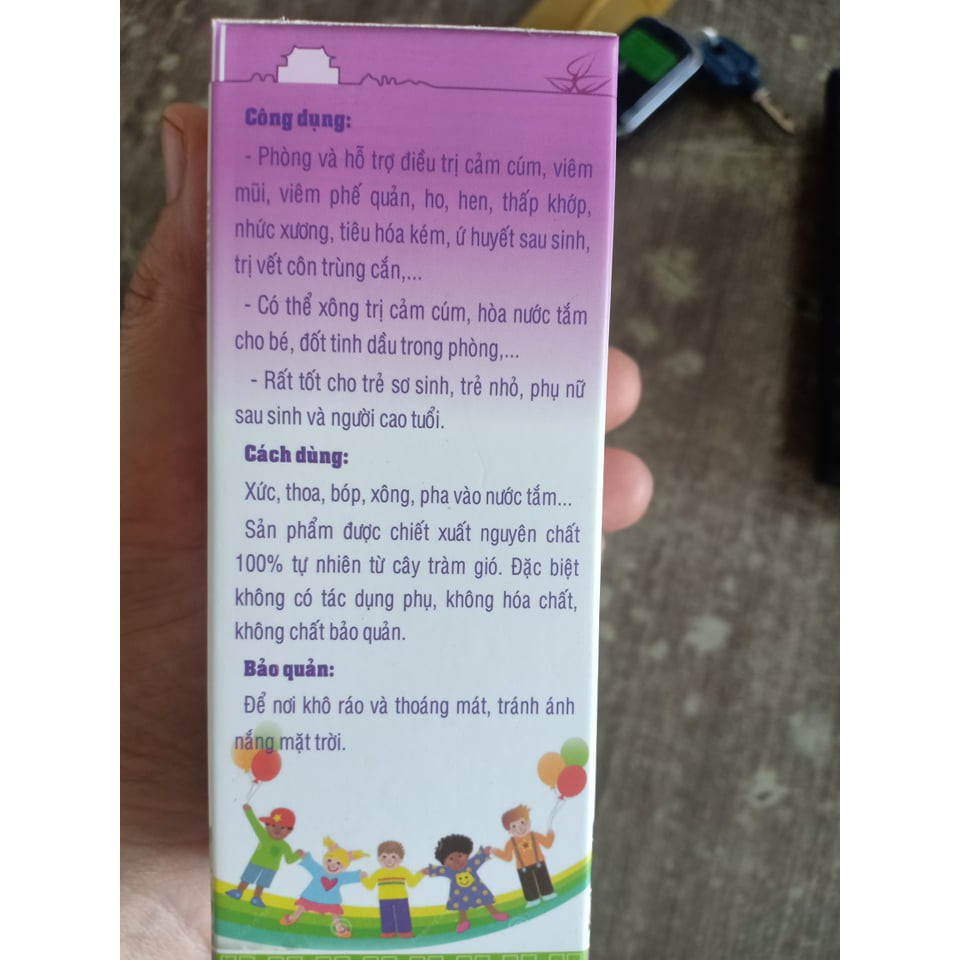 Công dụng:
- Phòng và hỗ trợ điều trị cảm cúm, viêm
mũi, viêm phế quản, ho, hen, thấp khớp,
nhức xương, tiêu hóa kém, ứ huyết sau sinh,
trị vết côn trùng cắn,...
- Có thể xông trị cảm cúm, hòa nước tắm
cho bé, đốt tinh dầu trong phòng,...
- Rất tốt cho trẻ sơ sinh, trẻ nhỏ, phụ nữ
sau sinh và người cao tuổi.
Cách dùng:
Xức, thoa, bóp, xông, pha vào nước tắm...
Sản phẩm được chiết xuất nguyên chất
100% tự nhiên từ cây tràm gió. Đặc biệt
không có tác dụng phụ, không hóa chất,
không chất bảo quản.
Bảo quản:
Để nơi khô ráo và thoáng mát, tránh ánh
nắng mặt trời.